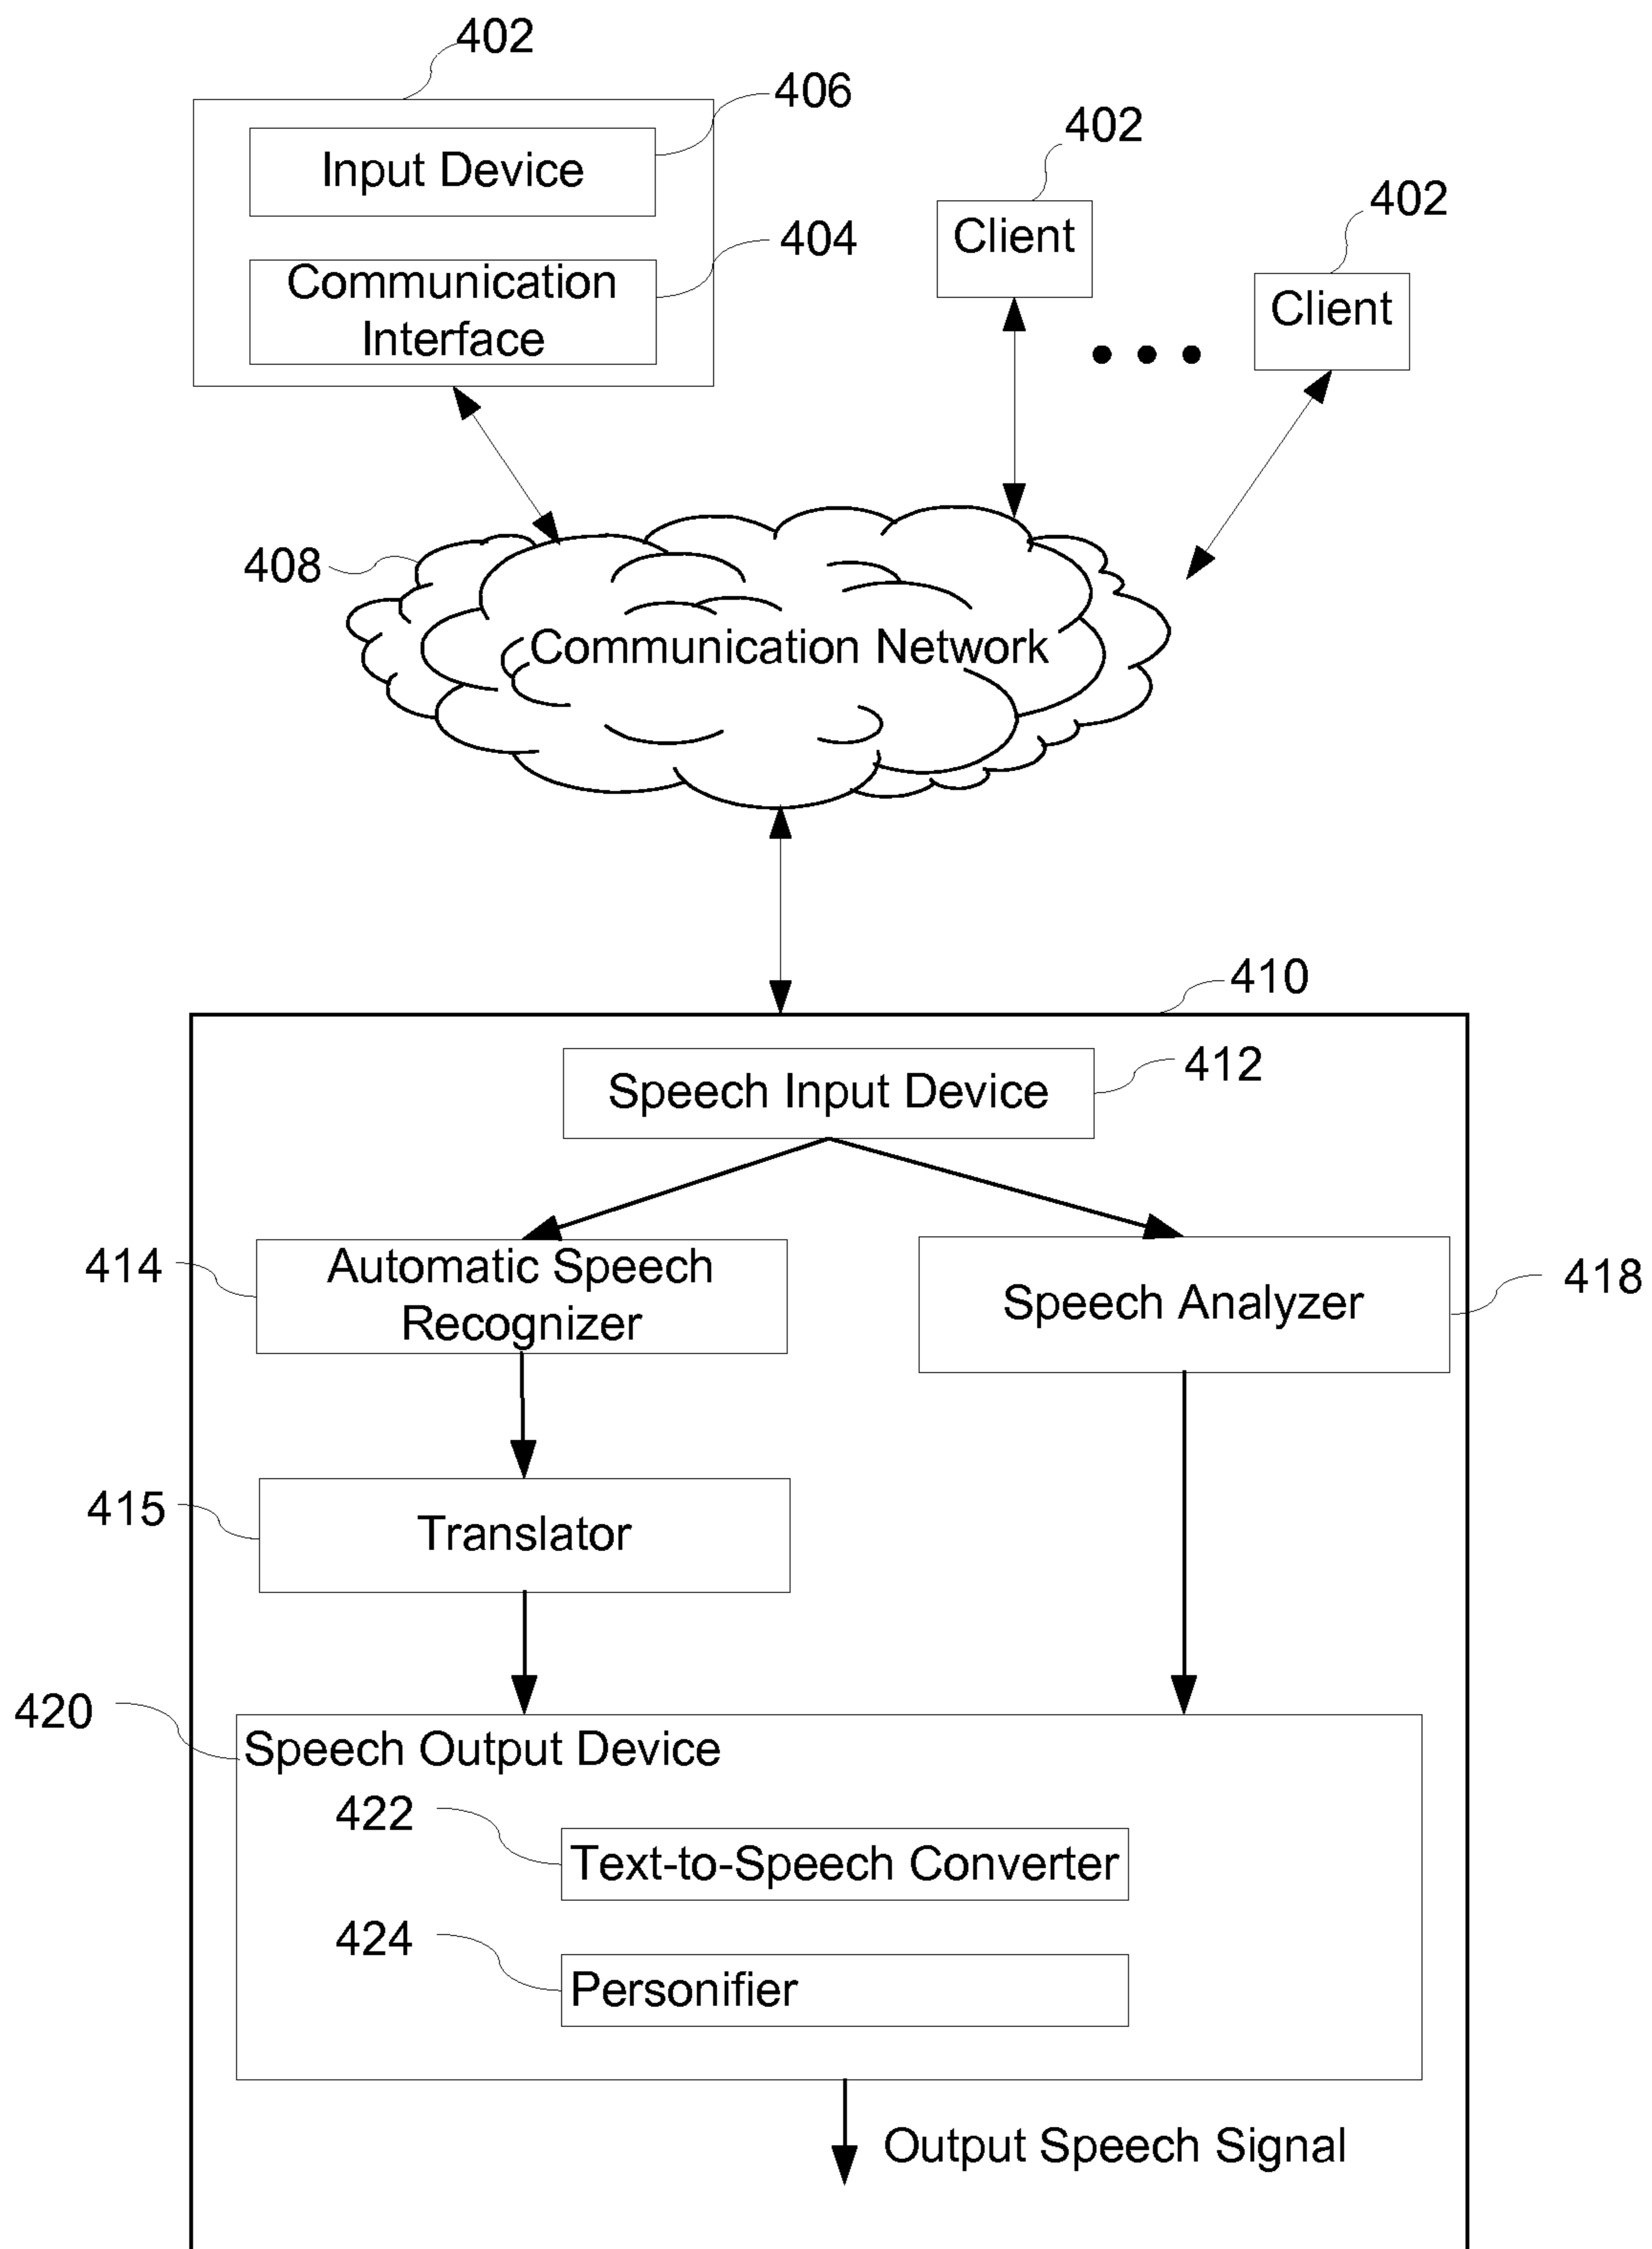 402
406
Input Device
402
402
Client
404
Communication
Interface
Client
408
Communication Network
410
412
Speech Input Device
414
Automatic Speech
Recognizer
418
Speech Analyzer
415
Translator
420
Speech Output Device
422
Text-to-Speech Converter
424
Personifier
Output Speech Signal